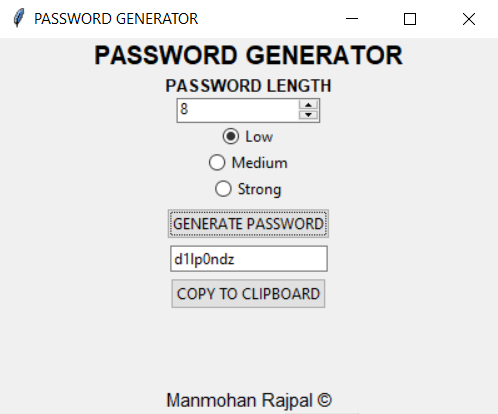 PASSWORD GENERATOR
PASSWORD GENERATOR
PASSWORD LENGTH
8
Low
Medium
Strong
GENERATE PASSWORD
d1lp0ndz
COPY TO CLIPBOARD
Manmohan Rajpal ©